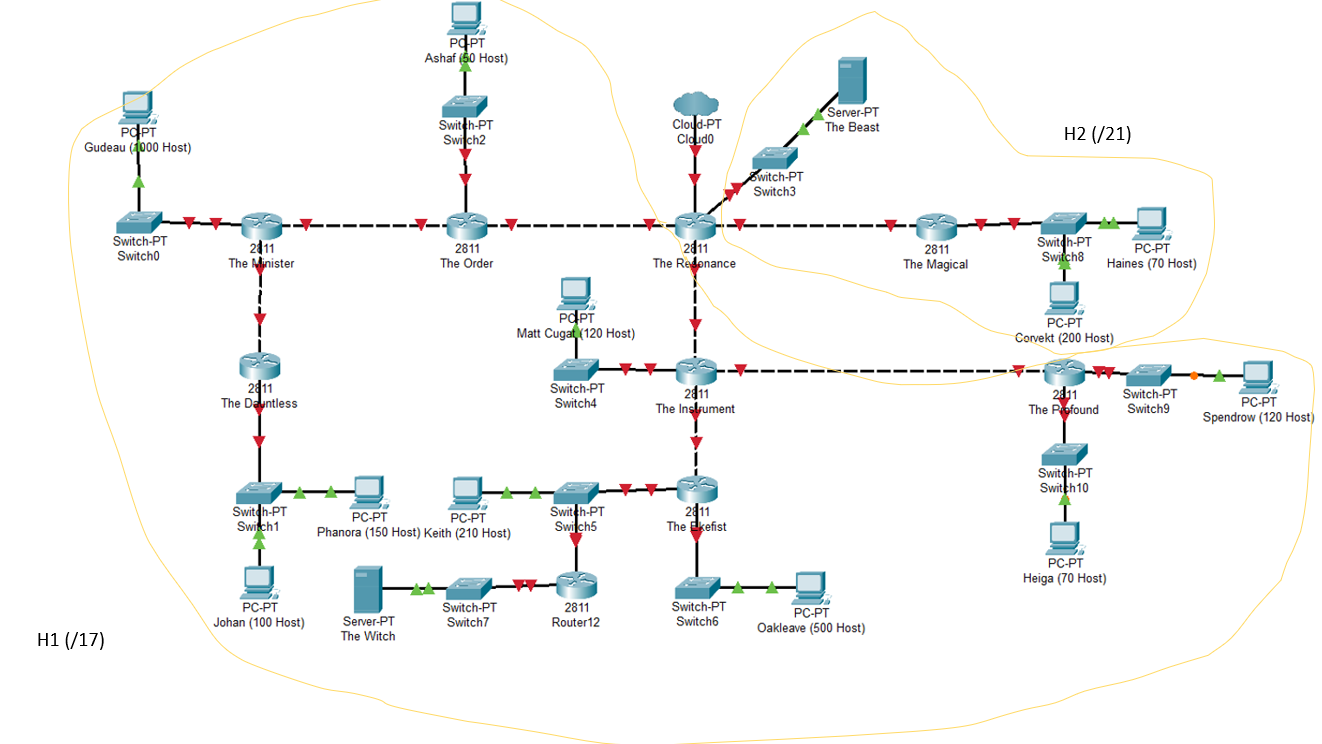 PC-PT
Ashaf (50 Host)
Switch-PT
Switch2
PC-PT
Gudeau (1000 Host)
Switch-PT
Switch0
2811
The Minister
2811
The Order
Cloud-PT
Cloud0
Server-PT
The Beast
Switch-PT
Switch3
H2 (/21)
2811
The Resonance
2811
The Magical
Switch-PT
Switch8
PC-PT
Haines (70 Host)
PC-PT
Corvekt (200 Host)
PC-PT
Matt Cugat (120 Host)
Switch-PT
Switch4
2811
The Instrument
2811
The Profound
Switch-PT
Switch9
PC-PT
Spendrow (120 Host)
2811
The Dauntless
Switch-PT
Switch10
PC-PT
Heiga (70 Host)
Switch-PT
Switch1
PC-PT
Phanora (150 Host)
PC-PT
Keith (210 Host)
Switch-PT
Switch5
2811
The
PC-PT
Johan (100 Host)
Server-PT
The Witch
Switch-PT
Switch7
2811
Router12
Switch-PT
Switch6
PC-PT
Oakleave (500 Host)
H1 (/17)